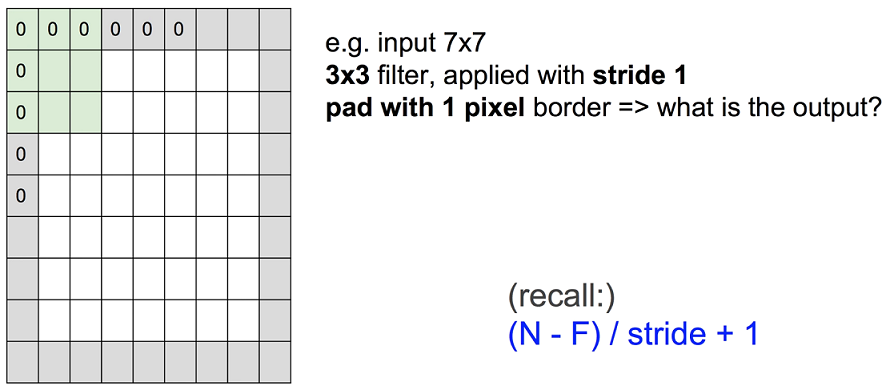 0 0 0 0 0 0
0
0
0
0
e.g. input 7x7
3x3 filter, applied with stride 1
pad with 1 pixel border => what is the output?
(recall:)
(N - F) / stride + 1